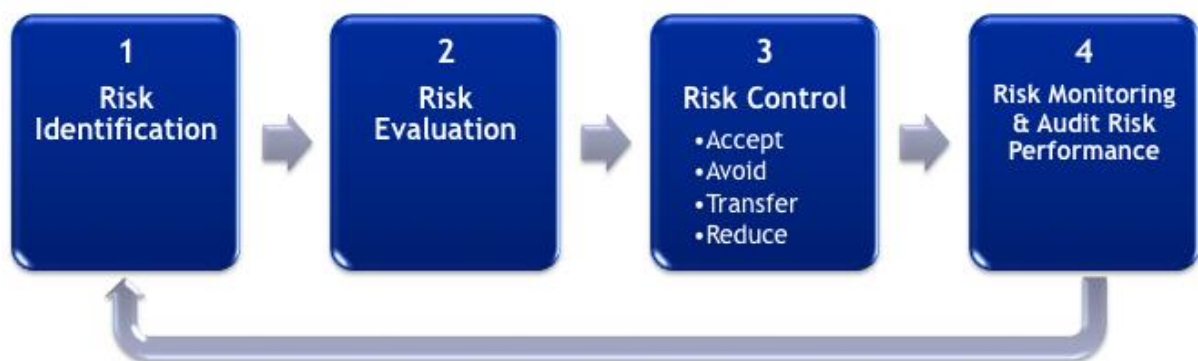 1
Risk
Identification
2
Risk
Evaluation
3
Risk Control
•Accept
•Avoid
•Transfer
•Reduce
4
Risk Monitoring
& Audit Risk
Performance